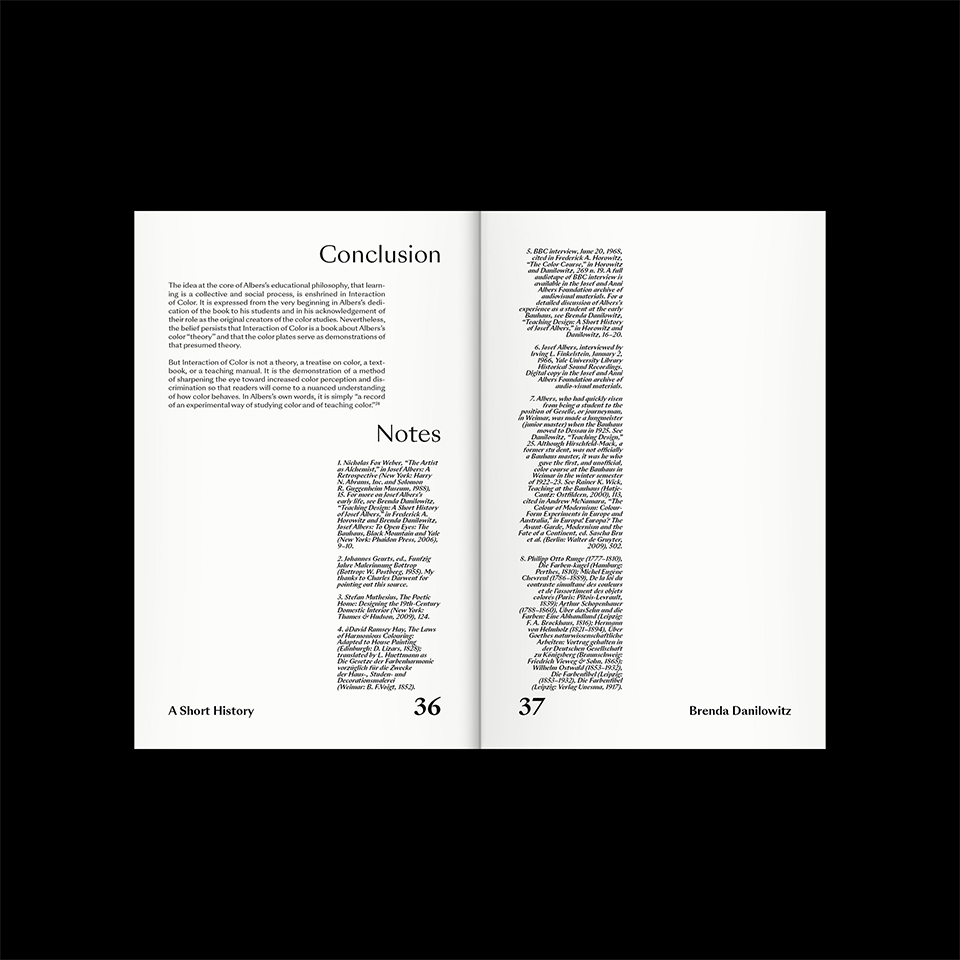 Conclusion
The idea at the core of Albers's educational philosophy, that learn-
ing is a collective and social process, is enshrined in Interaction
of Color. It is expressed from the very beginning in Albers's dedi-
cation of the book to his students and in his acknowledgement of
their role as the original creators of the color studies. Nevertheless,
the belief persists that Interaction of Color is a book about Albers's
color "theory" and that the color plates serve as demonstrations of
that presumed theory.
But Interaction of Color is not a theory, a treatise on color, a text-
book, or a teaching manual. It is the demonstration of a method
of sharpening the eye toward increased color perception and dis-
crimination so that readers will come to a nuanced understanding
of how color behaves. In Albers's own words, it is simply "a record
of an experimental way of studying color and of teaching color."28
Notes
1. Nicholas Fox Weber, "The Artist
as Alchemist," in Josef Albers: A
Retrospective (New York: Harry
N. Abrams, Inc. and Solomon
R. Guggenheim Museum, 1988),
15. For more on Josef Albers's
early life, see Brenda Danilowitz,
"Teaching Design: A Short History
of Josef Albers," in Frederick A.
Horowitz and Brenda Danilowitz,
Josef Albers: To Open Eyes: The
Bauhaus, Black Mountain and Yale
(New York: Phaidon Press, 2006),
9–10.
2. Johannes Geurts, ed., Funfzig
Jahre Malerinnung Bottrop
(Bottrop: W. Postberg, 1955). My
thanks to Charles Darwent for
pointing out this source.
3. Stefan Muthesius, The Poetic
Home: Designing the 19th-Century
Domestic Interior (New York:
Thames & Hudson, 2009), 124.
4. ãDavid Ramsey Hay, The Laws
of Harmonious Colouring:
Adapted to House Painting
(Edinburgh: D. Lizars, 1828);
translated by L. Huettmann as
Die Gesetze der Farbenharmonie
vorzüglich für die Zwecke
der Haus-, Studen- und
Decorationsmalerei
(Weimar: B. F.Voigt, 1852).
A Short History
36
5. BBC interview, June 20, 1968,
cited in Frederick A. Horowitz,
"The Color Course," in Horowitz
and Danilowitz, 269 n. 19. A full
audiotape of BBC interview is
available in the Josef and Anni
Albers Foundation archive of
audiovisual materials. For a
detailed discussion of Albers's
experience as a student at the early
Bauhaus, see Brenda Danilowitz,
"Teaching Design: A Short History
of Josef Albers," in Horowitz and
Danilowitz, 16–20.
6. Josef Albers, interviewed by
Irving L. Finkelstein, January 2,
1966, Yale University Library
Historical Sound Recordings.
Digital copy in the Josef and Anni
Albers Foundation archive of
audio-visual materials.
7. Albers, who had quickly risen
from being a student to the
position of Geselle, or journeyman,
in Weimar, was made a Jungmeister
(junior master) when the Bauhaus
moved to Dessau in 1925. See
Danilowitz, "Teaching Design,"
25. Although Hirschfeld-Mack, a
former stu dent, was not officially
a Bauhaus master, it was he who
gave the first, and unofficial,
color course at the Bauhaus in
Weimar in the winter semester
of 1922–23. See Rainer K. Wick,
Teaching at the Bauhaus (Hatje-
Cantz: Ostfildern, 2000), 113,
cited in Andrew McNamara, "The
Colour of Modernism: Colour-
Form Experiments in Europe and
Australia," in Europa! Europa? The
Avant-Garde, Modernism and the
Fate of a Continent, ed. Sascha Bru
et al. (Berlin: Walter de Gruyter,
2009), 502.
8. Philipp Otto Runge (1777–1810),
Die Farben-kugel (Hamburg:
Perthes, 1810); Michel Eugène
Chevreul (1786–1889), De la loi du
contraste simultané des couleurs
et de l'assortiment des objets
colorés (Paris: Pitois-Levrault,
1839); Arthur Schopenhauer
(1788–1860), Über dasSehn und die
Farben: Eine Abhandlund (Leipzig:
F. A. Brockhaus, 1816); Hermann
von Helmholz (1821–1894), Über
Goethes naturwissenschaftliche
Arbeiten: Vortrag gehalten in
der Deutschen Gesellschaft
zu Königsberg (Braunschweig:
Friedrich Vieweg & Sohn, 1865);
Wilhelm Ostwald (1853–1932),
Die Farbenfibel (Leipzig:
(1853–1932), Die Farbenfibel
(Leipzig: Verlag Unesma, 1917).
37
Brenda Danilowitz